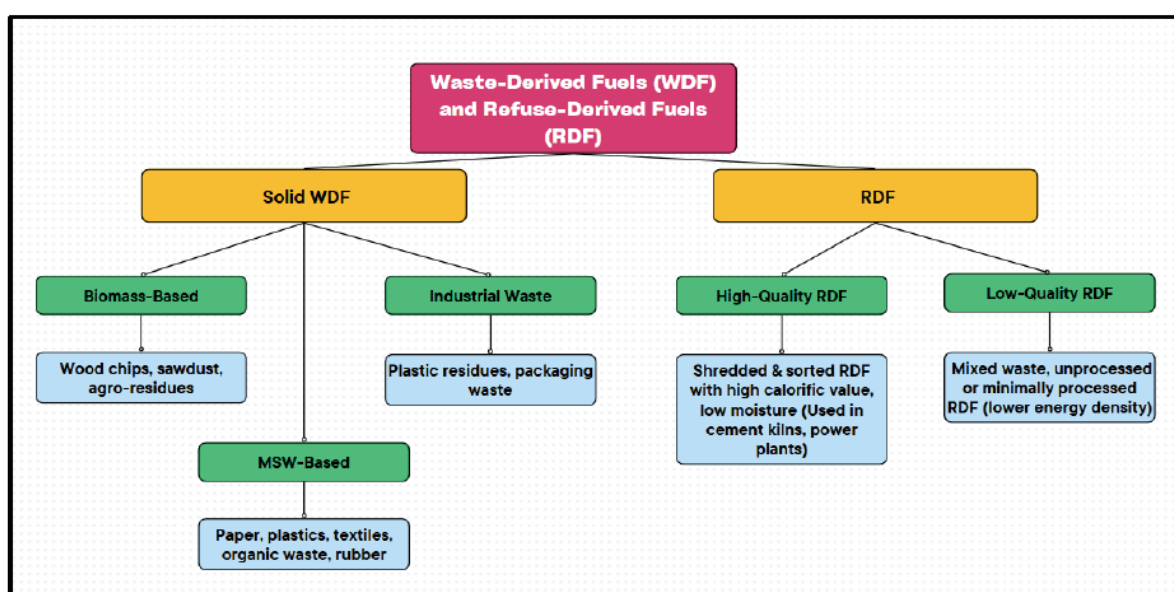 Waste-Derived Fuels (WDF)
and Refuse-Derived Fuels
(RDF)
Solid WDF
RDF
Biomass-Based
Industrial Waste
High-Quality RDF
Low-Quality RDF
Wood chips, sawdust,
agro-residues
Plastic residues, packaging
waste
Shredded & sorted RDF
with high calorific value,
low moisture (Used in
cement kilns, power
plants)
Mixed waste, unprocessed
or minimally processed
RDF (lower energy density)
MSW-Based
Paper, plastics, textiles,
organic waste, rubber